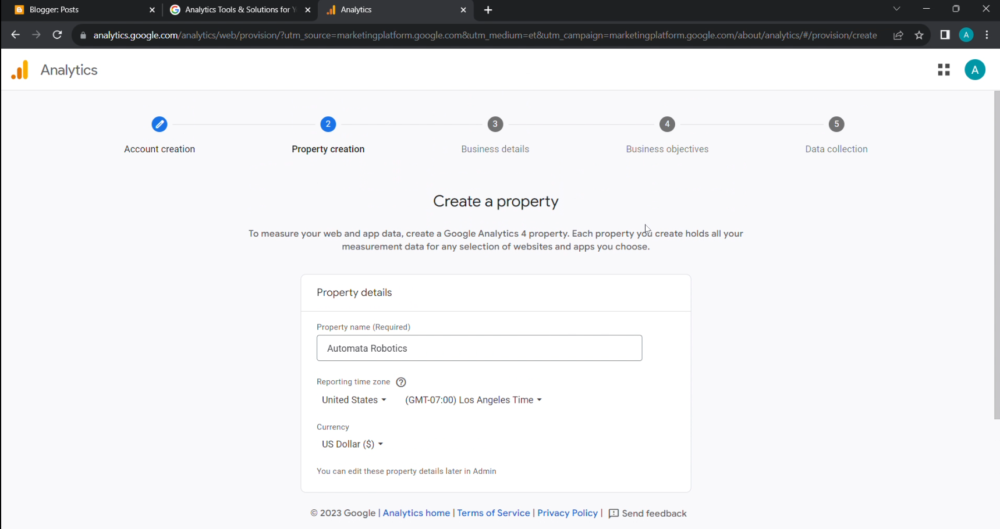 Blogger: Posts
Analytics Tools & Solutions for Y
Analytics
analytics.google.com/analytics/web/provision/?utm_source=marketingplatform.google.com&utm_medium=et&utm_campaign=marketingplatform.google.com/about/analytics/#/provision/create
A
Analytics
A
2
3
4
5
Account creation
Property creation
Business details
Business objectives
Data collection
Create a property
To measure your web and app data, create a Google Analytics 4 property. Each property you create holds all your
measurement data for any selection of websites and apps you choose.
Property details
Property name (Required)
Automata Robotics
Reporting time zone ?
United States (GMT-07:00) Los Angeles Time
Currency
US Dollar ($)
You can edit these property details later in Admin
© 2023 Google | Analytics home | Terms of Service | Privacy Policy | Send feedback